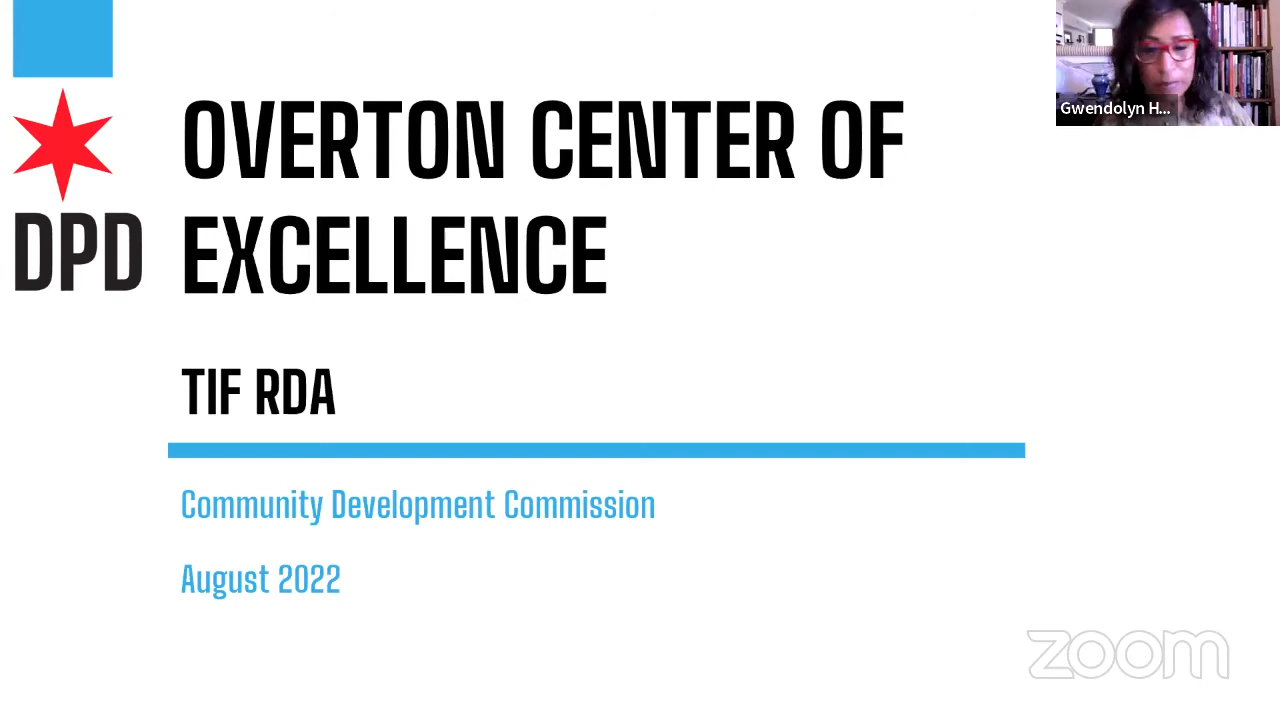 OVERTON CENTER OF
EXCELLENCE
DPD
TIF RDA
Community Development Commission
August 2022
Gwendolyn H...
zoom